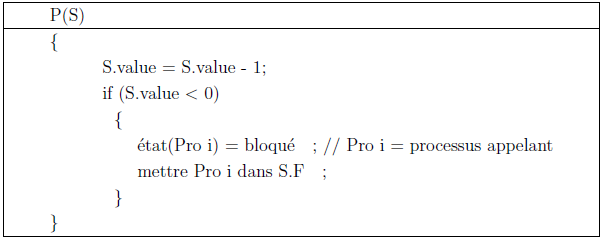 P(S)
{
S.value = S.value - 1;
if (S.value < 0)
{
état(Pro i) = bloqué ; // Pro i = processus appelant
mettre Pro i dans S.F ;
}
}